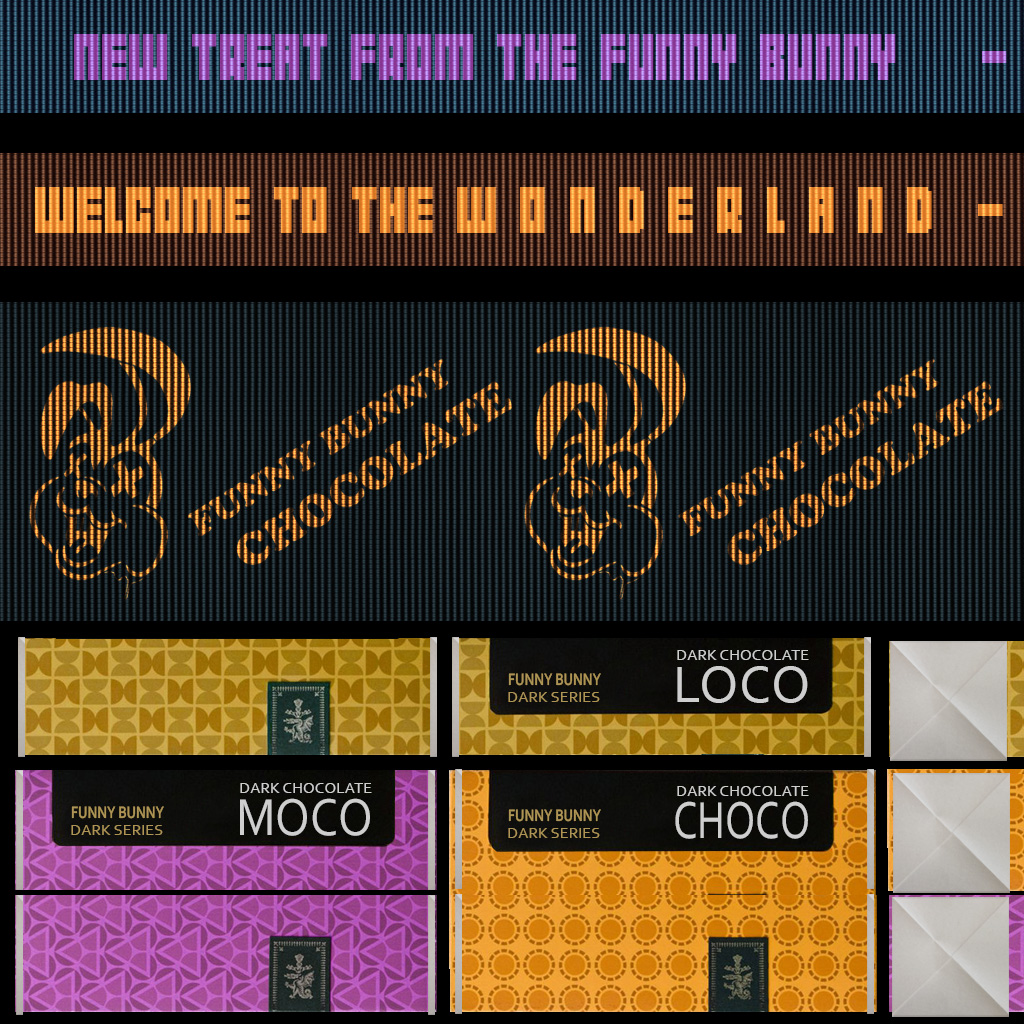 NEW TREAT FROM THE FUNNY BUNNY -
WELCOME TO THE W O N D E R L A N D -
FUNNY BUNNY
CHOCOLATE
FUNNY BUNNY
CHOCOLATE
DARK CHOCOLATE
LOCO
FUNNY BUNNY
DARK SERIES
DARK CHOCOLATE
MOCO
FUNNY BUNNY
DARK SERIES
DARK CHOCOLATE
CHOCO
FUNNY BUNNY
DARK SERIES